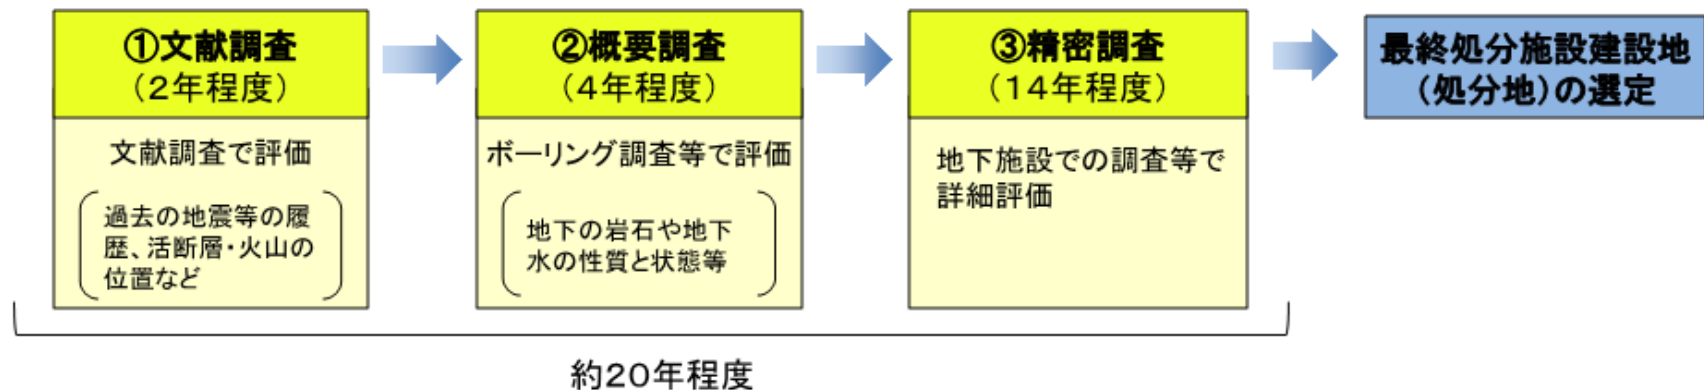 ①文献調査
（２年程度）
文献調査で評価
過去の地震等の履
歴、活断層・火山の
位置など
②概要調査
（４年程度）
ボーリング調査等で評価
地下の岩石や地下
水の性質と状態等
③精密調査
（１４年程度）
地下施設での調査等で
詳細評価
最終処分施設建設地
（処分地）の選定
約２０年程度